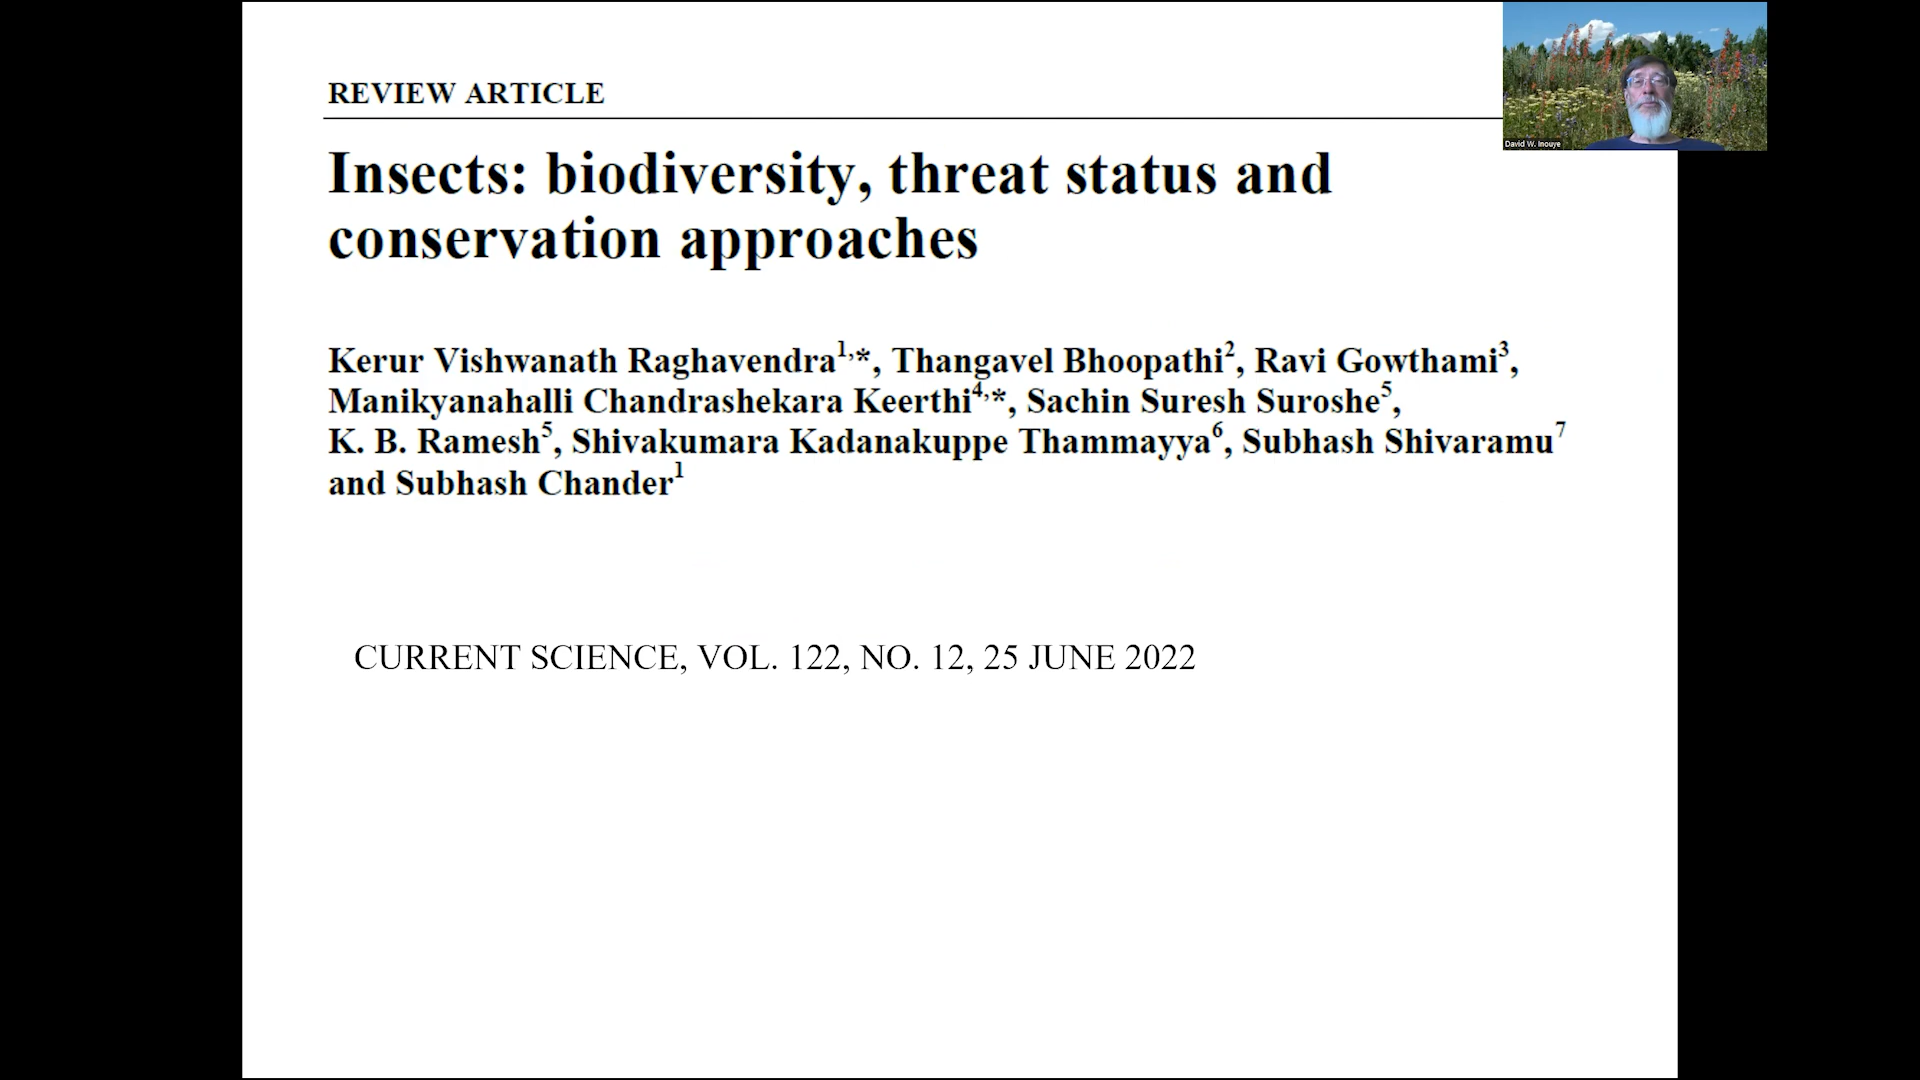 REVIEW ARTICLE
Insects: biodiversity, threat status and
conservation approaches
Kerur Vishwanath Raghavendra1,*, Thangavel Bhoopathi2, Ravi Gowthami3,
Manikyanahalli Chandrashekara Keerthi4,*, Sachin Suresh Suroshe5,
K. B. Ramesh5, Shivakumara Kadanakuppe Thammayya6, Subhash Shivaramu7
and Subhash Chander1
CURRENT SCIENCE, VOL. 122, NO. 12, 25 JUNE 2022
David W. Inouye